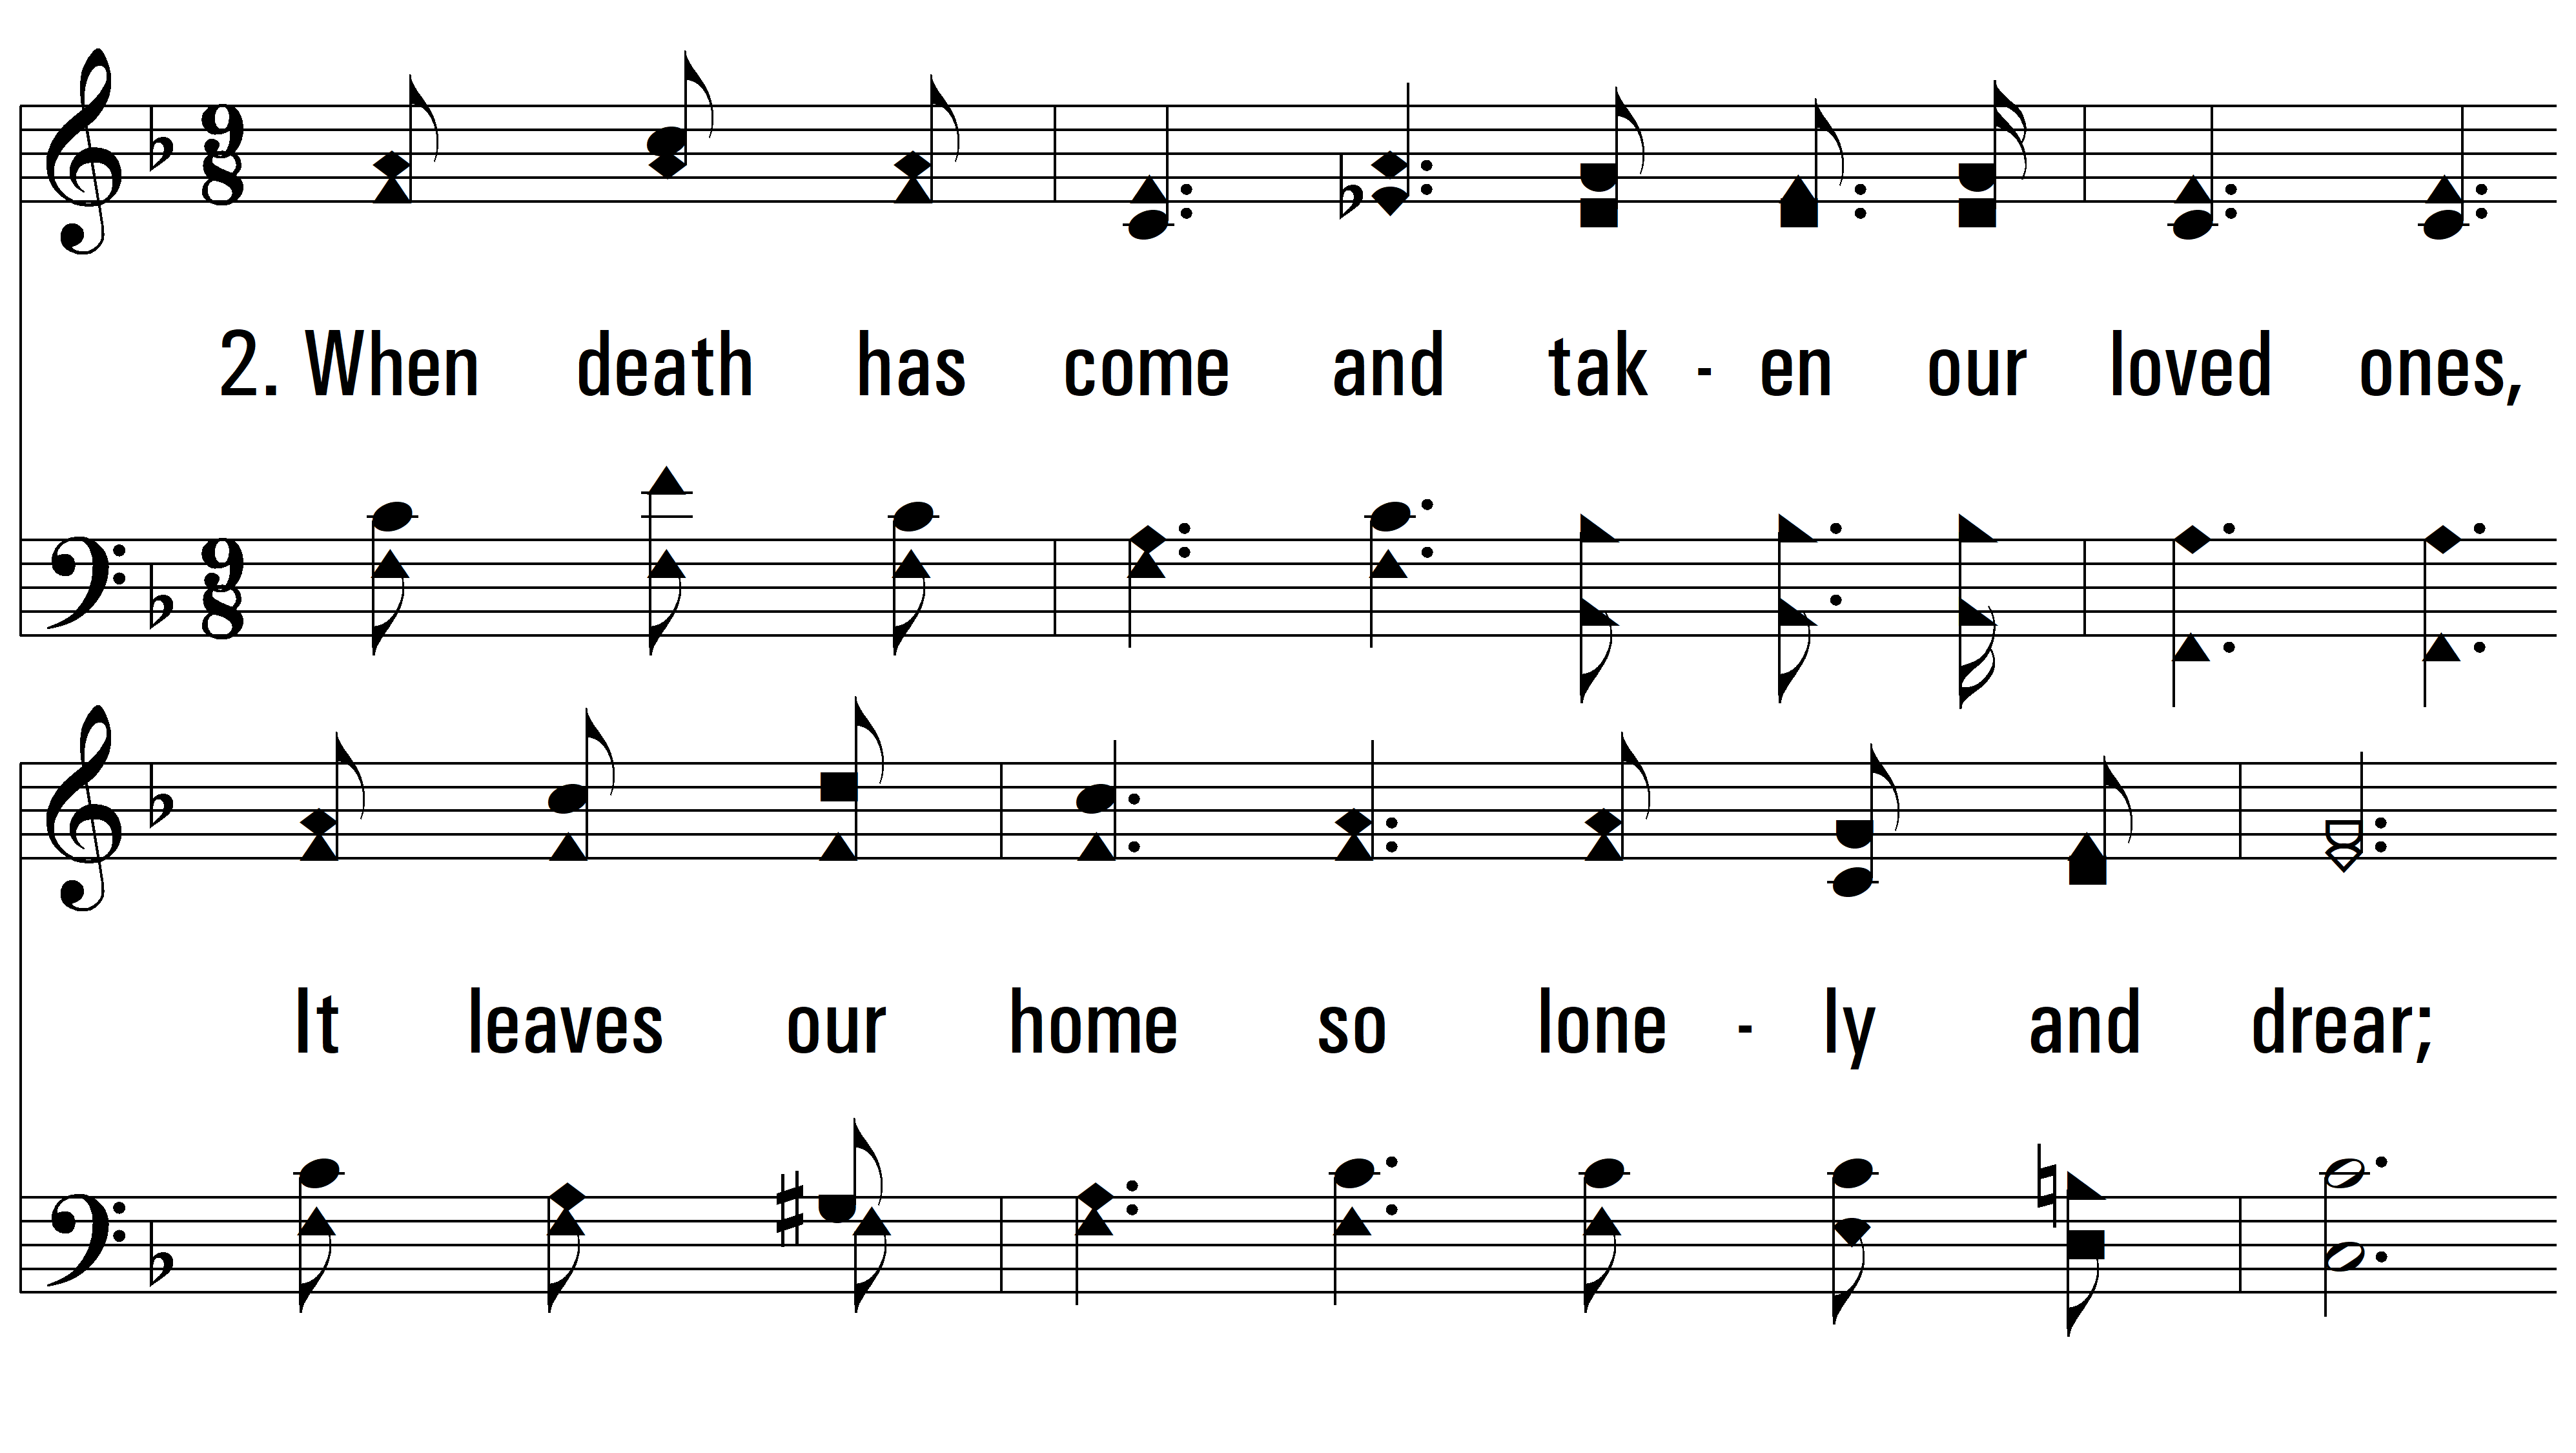 2. When death has come and tak - en our loved ones,
It leaves our home so lone - ly and drear;